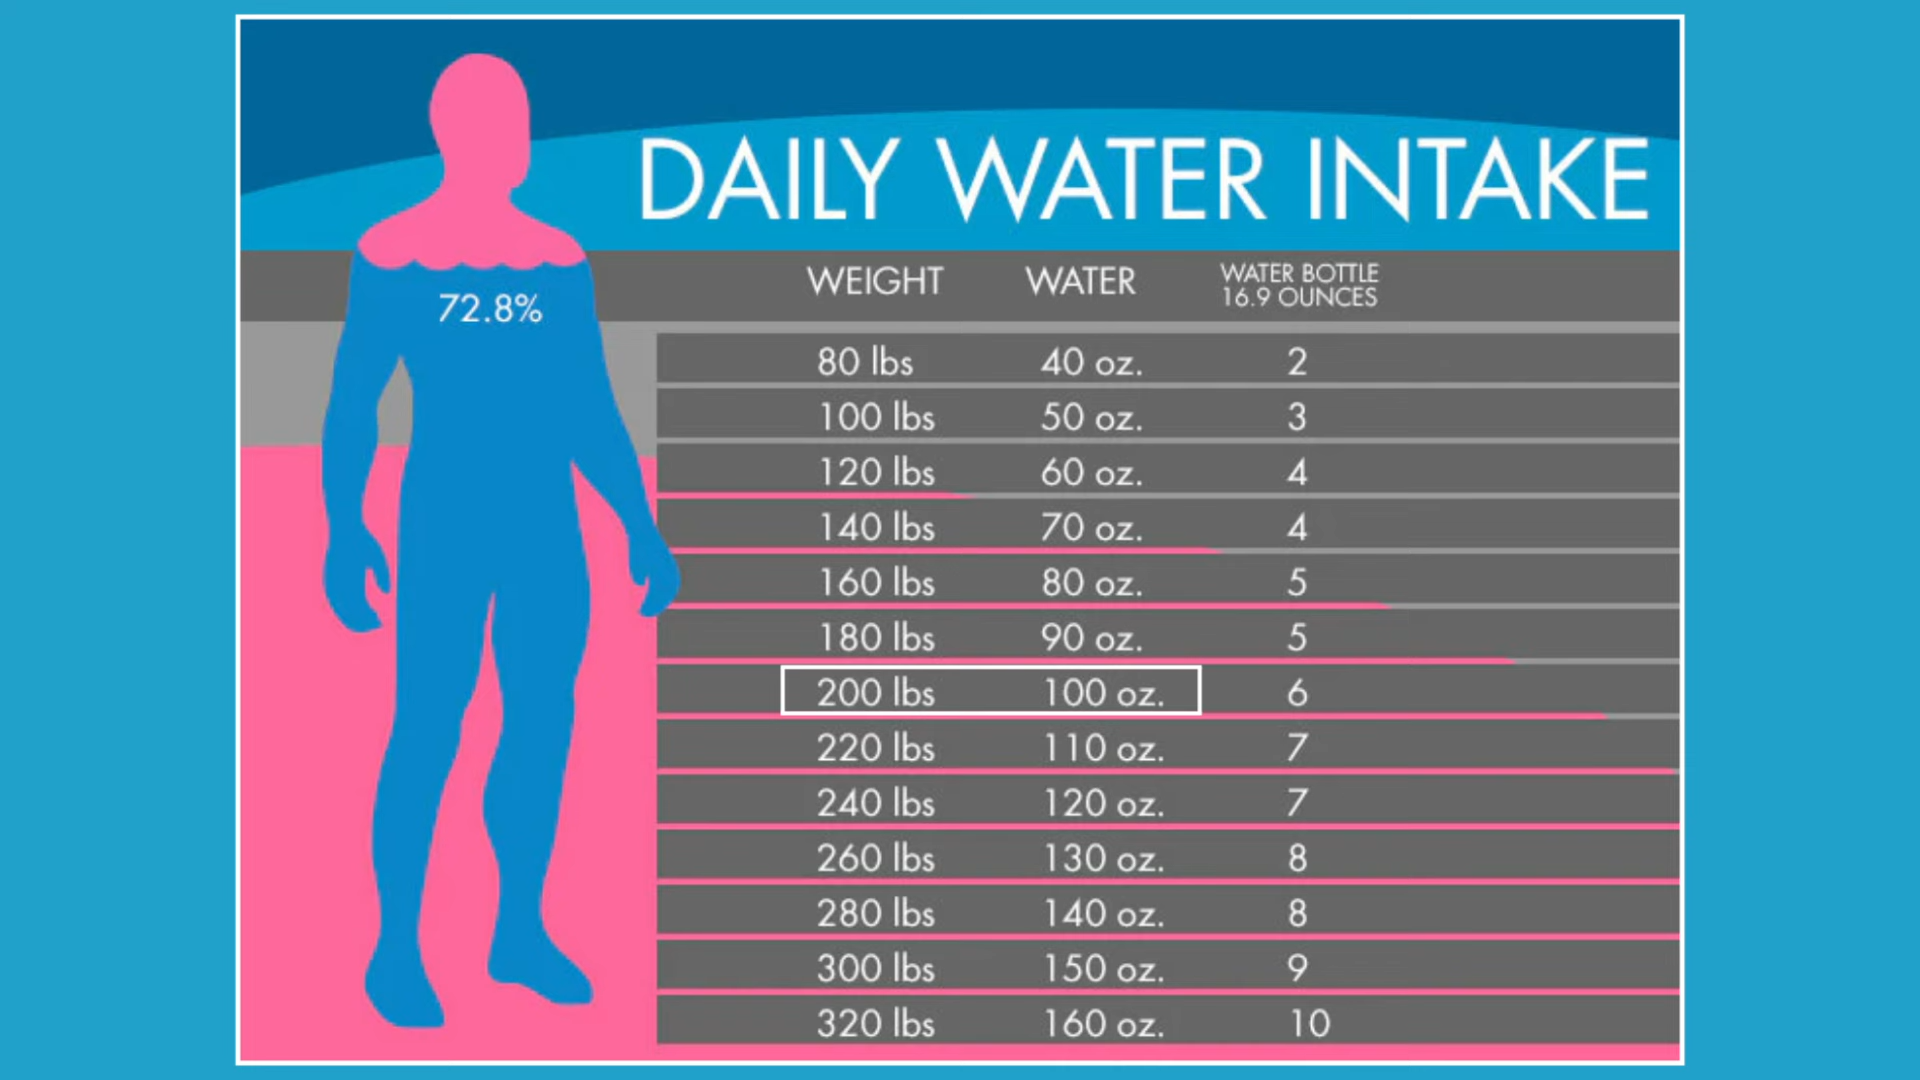 DAILY WATER INTAKE
WEIGHT WATER WATER BOTTLE
16.9 OUNCES
72.8%
80 lbs 40 oz. 2
100 lbs 50 oz. 3
120 lbs 60 oz. 4
140 lbs 70 oz. 4
160 lbs 80 oz. 5
180 lbs 90 oz. 5
200 lbs 100 oz. 6
220 lbs 110 oz. 7
240 lbs 120 oz. 7
260 lbs 130 oz. 8
280 lbs 140 oz. 8
300 lbs 150 oz. 9
320 lbs 160 oz. 10